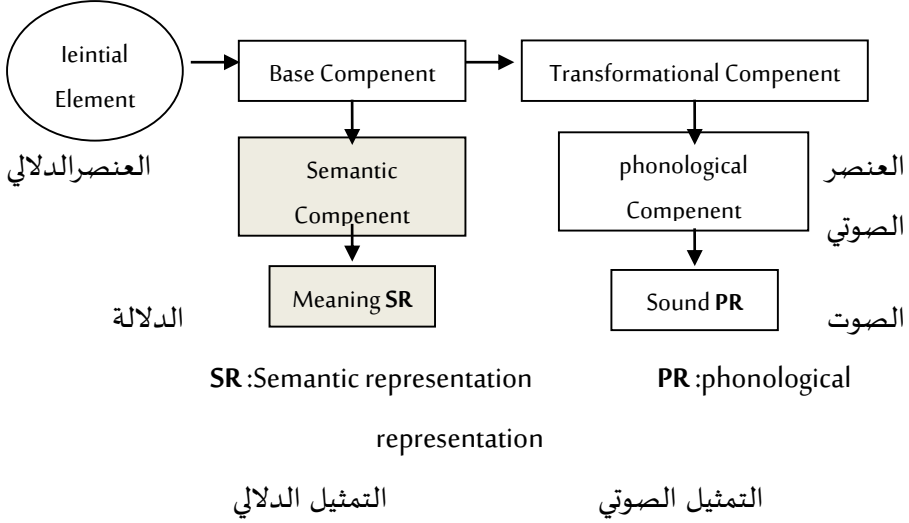 Ieintial
Element
Base Compenent
Transformational Compenent
العنصرالدلالي
Semantic
Compenent
phonological
Compenent
العنصر
الصوتي
الدلالة
Meaning SR
Sound PR
الصوت
SR :Semantic representation
PR :phonological
representation
التمثيل الدلالي
التمثيل الصوتي